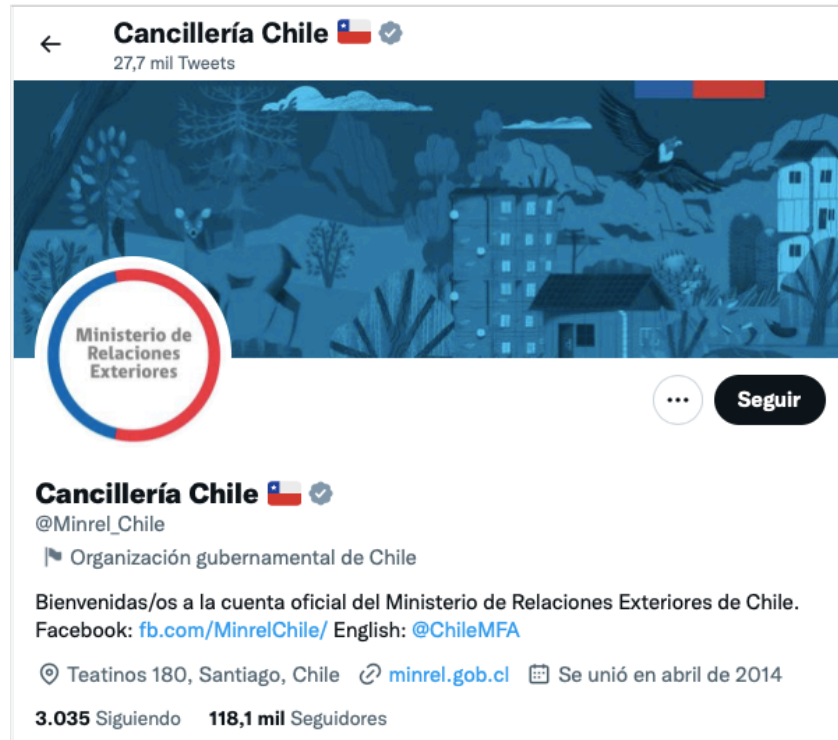 Cancillería Chile 🇨🇱
27,7 mil Tweets
Ministerio de
Relaciones
Exteriores
Seguir
Cancillería Chile 🇨🇱
@Minrel_Chile
Organización gubernamental de Chile
Bienvenidas/os a la cuenta oficial del Ministerio de Relaciones Exteriores de Chile.
Facebook: fb.com/MinrelChile/ English: @ChileMFA
Teatinos 180, Santiago, Chile minrel.gob.cl Se unió en abril de 2014
3.035 Siguiendo 118,1 mil Seguidores